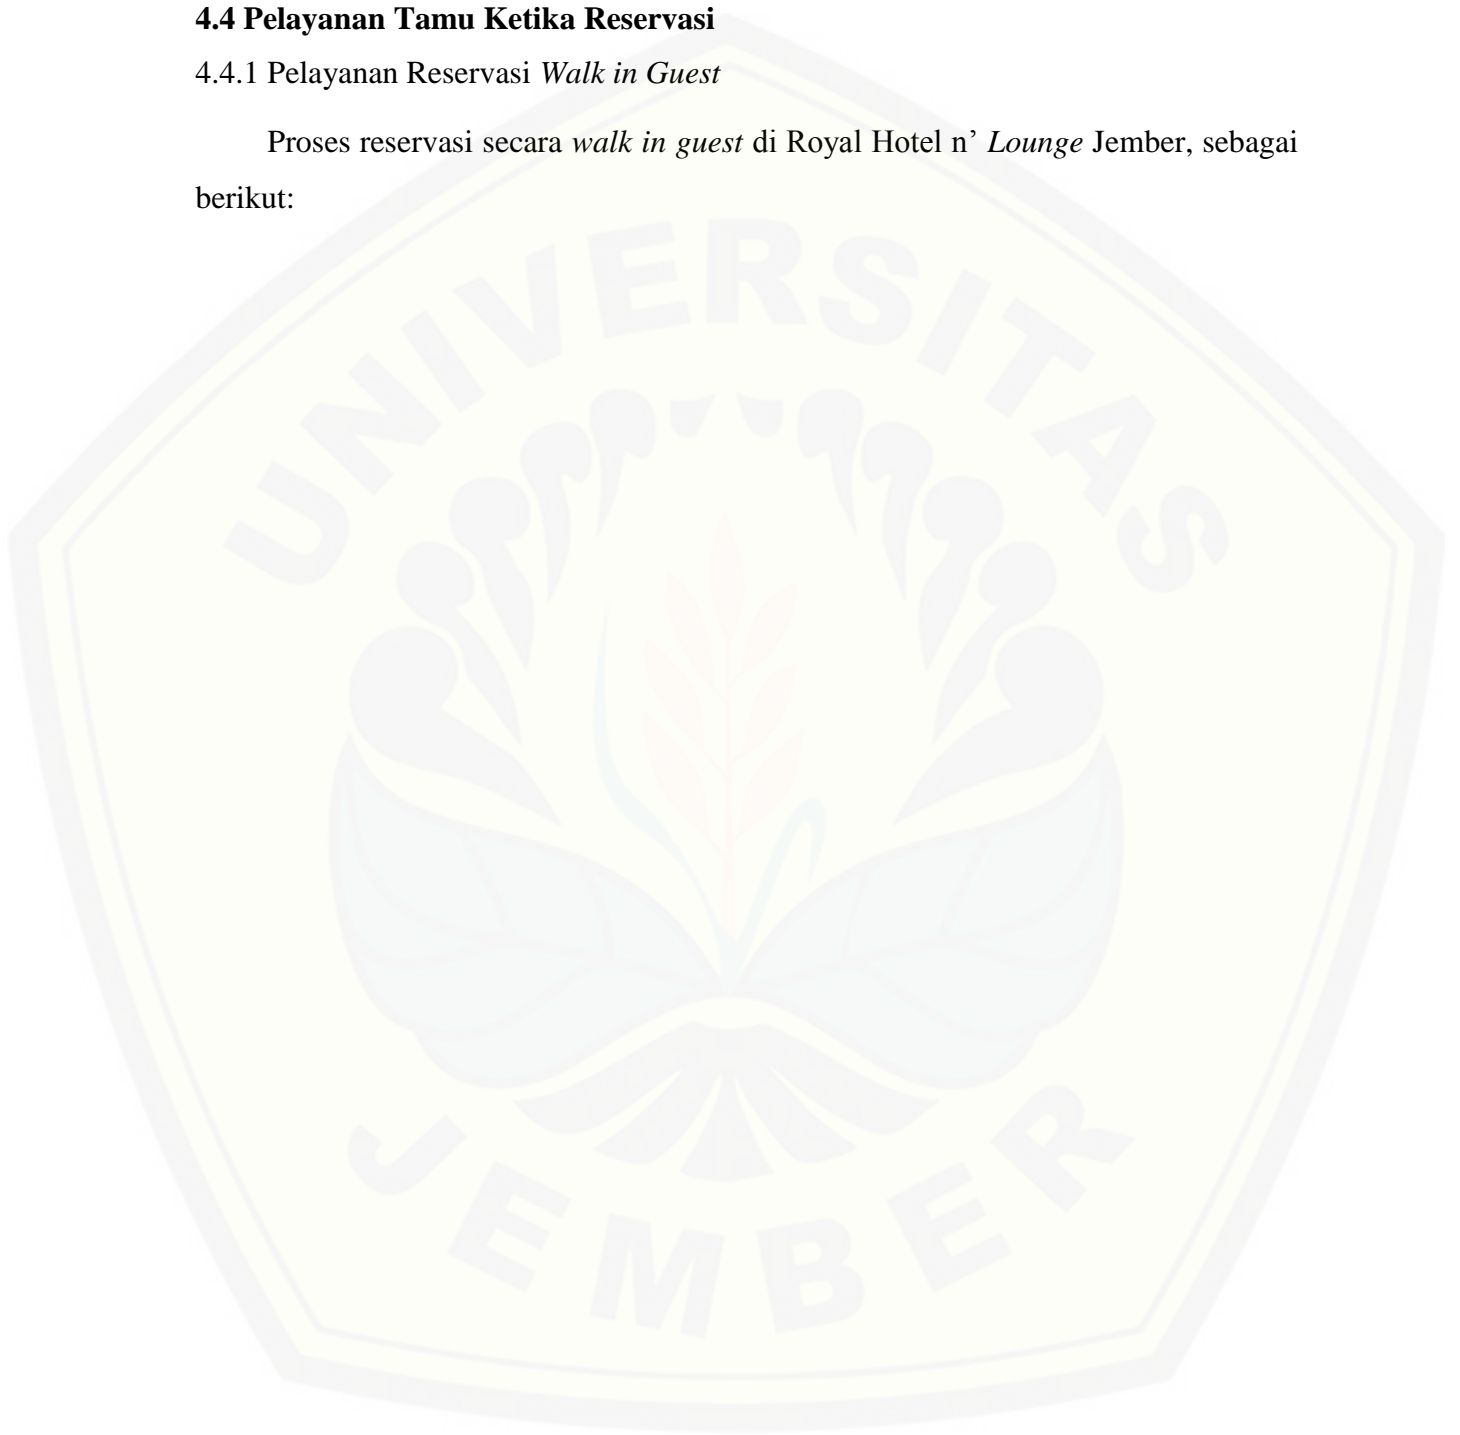 4.4 Pelayanan Tamu Ketika Reservasi
4.4.1 Pelayanan Reservasi Walk in Guest
Proses reservasi secara walk in guest di Royal Hotel n’ Lounge Jember, sebagai
berikut:
UNIVERSITAS
JEMBER